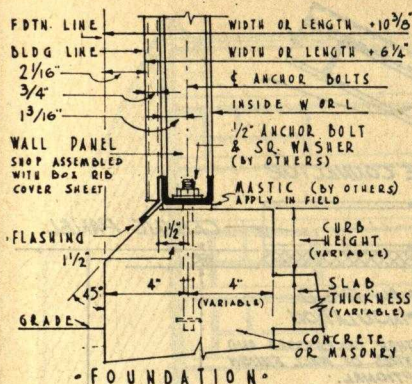 FDTN. LINE
WIDTH OR LENGTH +10 3/8"
BLDG LINE
WIDTH OR LENGTH +6 1/4"
2 1/16"
℄ ANCHOR BOLTS
3/4"
INSIDE W OR L
1 3/16"
1/2" ANCHOR BOLT
& SQ. WASHER
(BY OTHERS)
WALL PANEL
SHOP ASSEMBLED
WITH BOX RIB
COVER SHEET
MASTIC (BY OTHERS)
APPLY IN FIELD
FLASHING
1 1/2"
1 1/2"
CURB
HEIGHT
(VARIABLE)
45°
4"
4"
(VARIABLE)
SLAB
THICKNESS
(VARIABLE)
GRADE
CONCRETE
OR MASONRY
• FOUNDATION •